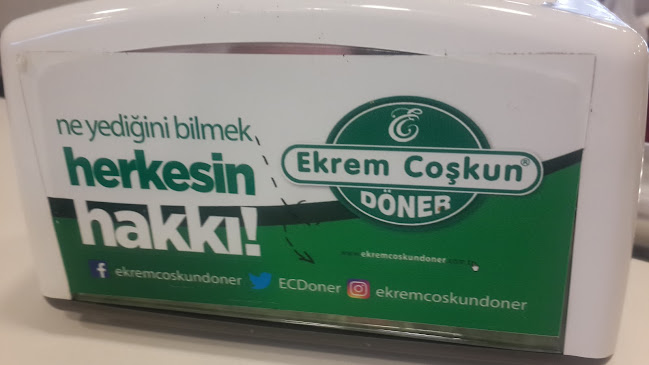 ne yediğini bilmek
herkesin
hakkı!
E
Ekrem Coşkun®
DÖNER
www.ekremcoskundoner.com.tr
ekremcoskundoner
ECDoner
ekremcoskundoner